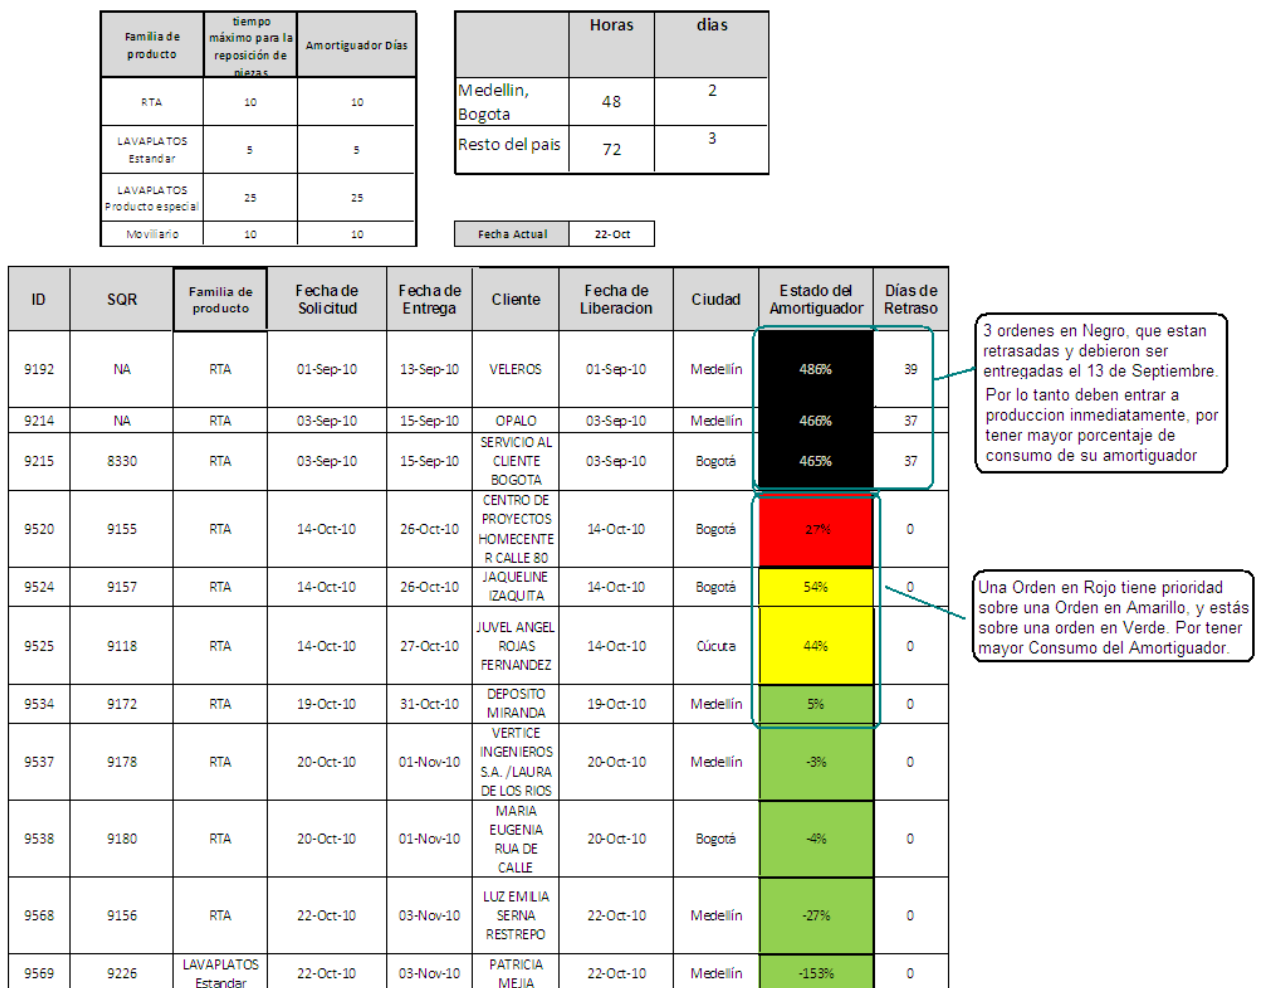 Familia de producto | tiempo máximo para la reposición de piezas | Amortiguador Días
RTA | 10 | 10
LAVAPLATOS Estandar | 5 | 5
LAVAPLATOS Producto especial | 25 | 25
Moviliario | 10 | 10
Horas | dias
Medellin, Bogota | 48 | 2
Resto del pais | 72 | 3
Fecha Actual | 22-Oct
ID | SQR | Familia de producto | Fecha de Solicitud | Fecha de Entrega | Cliente | Fecha de Liberacion | Ciudad | Estado del Amortiguador | Días de Retraso
9192 | NA | RTA | 01-Sep-10 | 13-Sep-10 | VELEROS | 01-Sep-10 | Medellín | 486% | 39
9214 | NA | RTA | 03-Sep-10 | 15-Sep-10 | OPALO | 03-Sep-10 | Medellín | 466% | 37
9215 | 8330 | RTA | 03-Sep-10 | 15-Sep-10 | SERVICIO AL CLIENTE BOGOTA | 03-Sep-10 | Bogotá | 465% | 37
9520 | 9155 | RTA | 14-Oct-10 | 26-Oct-10 | CENTRO DE PROYECTOS HOMECENTE R CALLE 80 | 14-Oct-10 | Bogotá | 27% | 0
9524 | 9157 | RTA | 14-Oct-10 | 26-Oct-10 | JAQUELINE IZAQUITA | 14-Oct-10 | Bogotá | 54% | 0
9525 | 9118 | RTA | 14-Oct-10 | 27-Oct-10 | JUVEL ANGEL ROJAS FERNANDEZ | 14-Oct-10 | Cúcuta | 44% | 0
9534 | 9172 | RTA | 19-Oct-10 | 31-Oct-10 | DEPOSITO MIRANDA | 19-Oct-10 | Medellín | 5% | 0
9537 | 9178 | RTA | 20-Oct-10 | 01-Nov-10 | VERTICE INGENIEROS S.A. /LAURA DE LOS RIOS | 20-Oct-10 | Medellín | -3% | 0
9538 | 9180 | RTA | 20-Oct-10 | 01-Nov-10 | MARIA EUGENIA RUA DE CALLE | 20-Oct-10 | Bogotá | -4% | 0
9568 | 9156 | RTA | 22-Oct-10 | 03-Nov-10 | LUZ EMILIA SERNA RESTREPO | 22-Oct-10 | Medellín | -27% | 0
9569 | 9226 | LAVAPLATOS Estandar | 22-Oct-10 | 03-Nov-10 | PATRICIA MEJIA | 22-Oct-10 | Medellín | -153% | 0
3 ordenes en Negro, que estan
retrasadas y debieron ser
entregadas el 13 de Septiembre.
Por lo tanto deben entrar a
produccion inmediatamente, por
tener mayor porcentaje de
consumo de su amortiguador
Una Orden en Rojo tiene prioridad
sobre una Orden en Amarillo, y estás
sobre una orden en Verde. Por tener
mayor Consumo del Amortiguador.